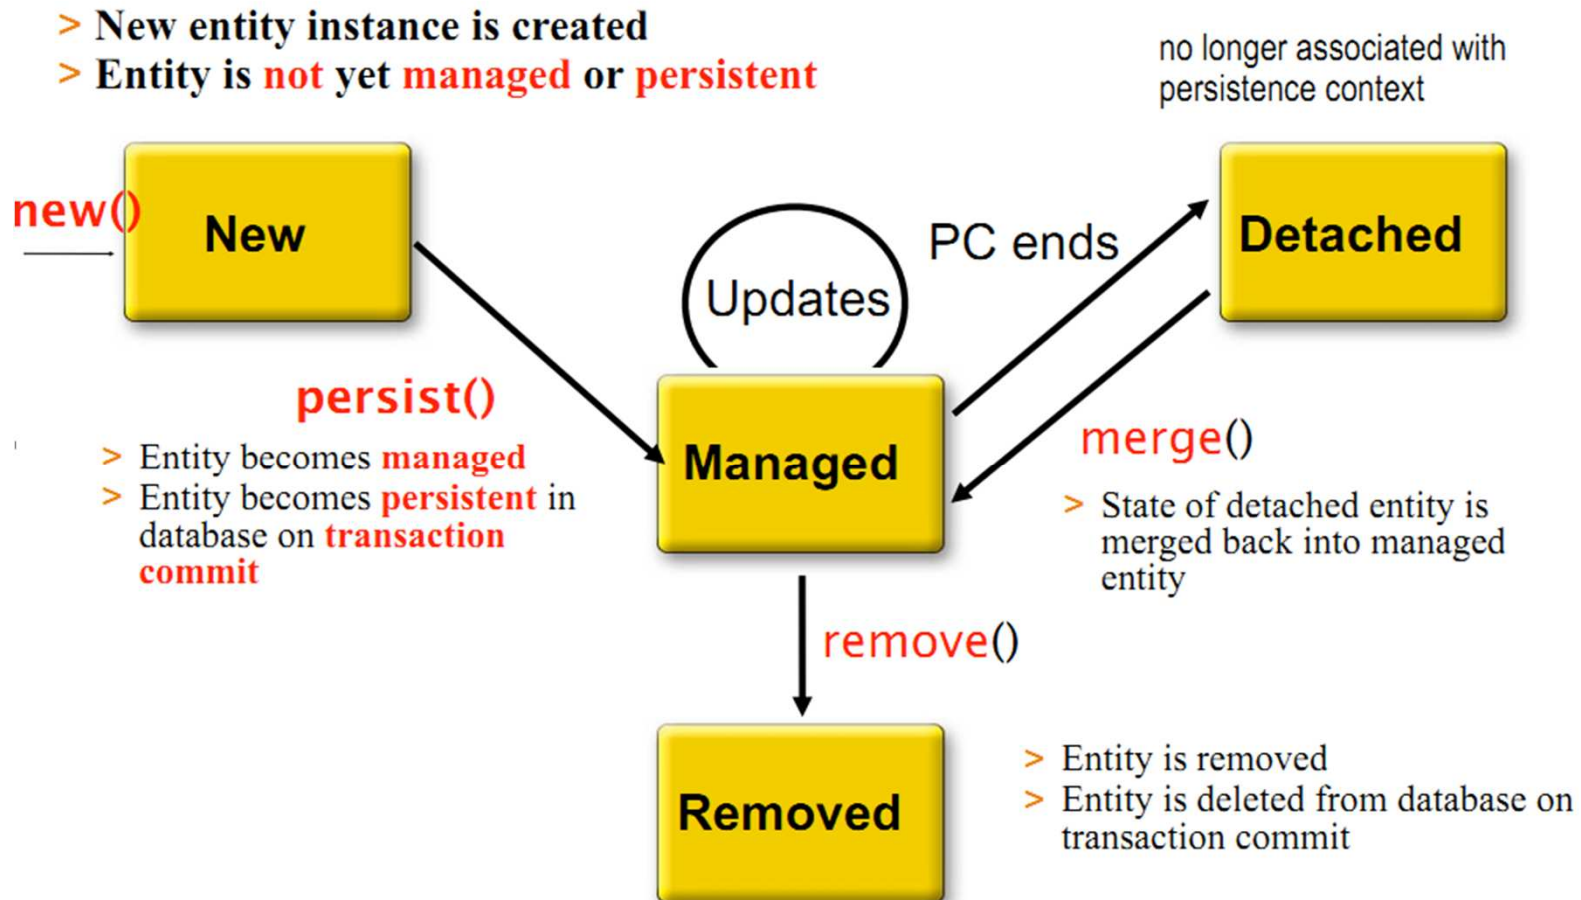 > New entity instance is created
> Entity is not yet managed or persistent
no longer associated with
persistence context
new()
New
Updates
PC ends
Detached
persist()
> Entity becomes managed
> Entity becomes persistent in
database on transaction
commit
Managed
merge()
> State of detached entity is
merged back into managed
entity
remove()
Removed
> Entity is removed
> Entity is deleted from database on
transaction commit